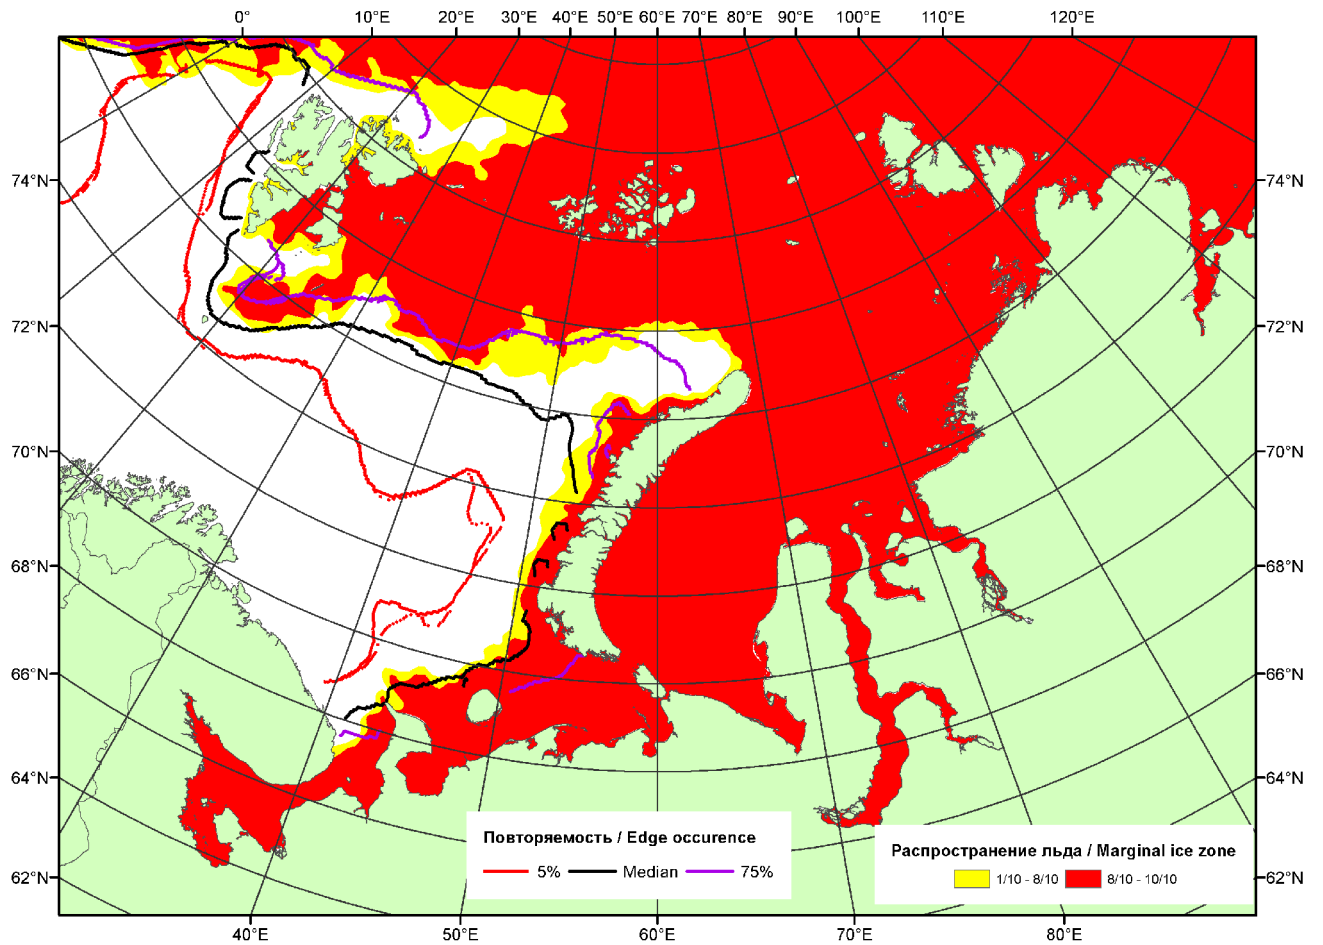 0° 10°E 20°E 30°E 40°E 50°E 60°E 70°E 80°E 90°E 100°E 110°E 120°E
74°N 74°N
72°N 72°N
70°N 70°N
68°N 68°N
66°N 66°N
64°N 64°N
62°N 62°N
Повторяемость / Edge occurence
5% Median 75%
Распространение льда / Marginal ice zone
1/10 - 8/10 8/10 - 10/10
40°E 50°E 60°E 70°E 80°E